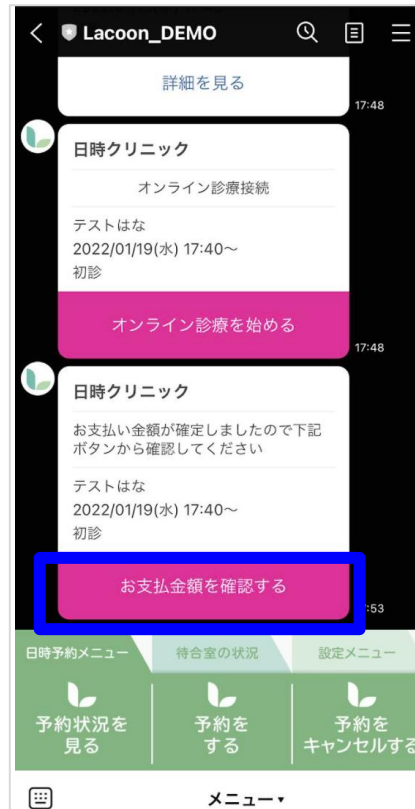 Lacoon_DEMO
詳細を見る
17:48
日時クリニック
オンライン診療接続
テストはな
2022/01/19(水) 17:40〜
初診
オンライン診療を始める
17:48
日時クリニック
お支払い金額が確定しましたので下記
ボタンから確認してください
テストはな
2022/01/19(水) 17:40〜
初診
お支払金額を確認する
:53
日時予約メニュー
待合室の状況
設定メニュー
予約状況を
見る
予約を
する
予約を
キャンセルする
メニュー▾